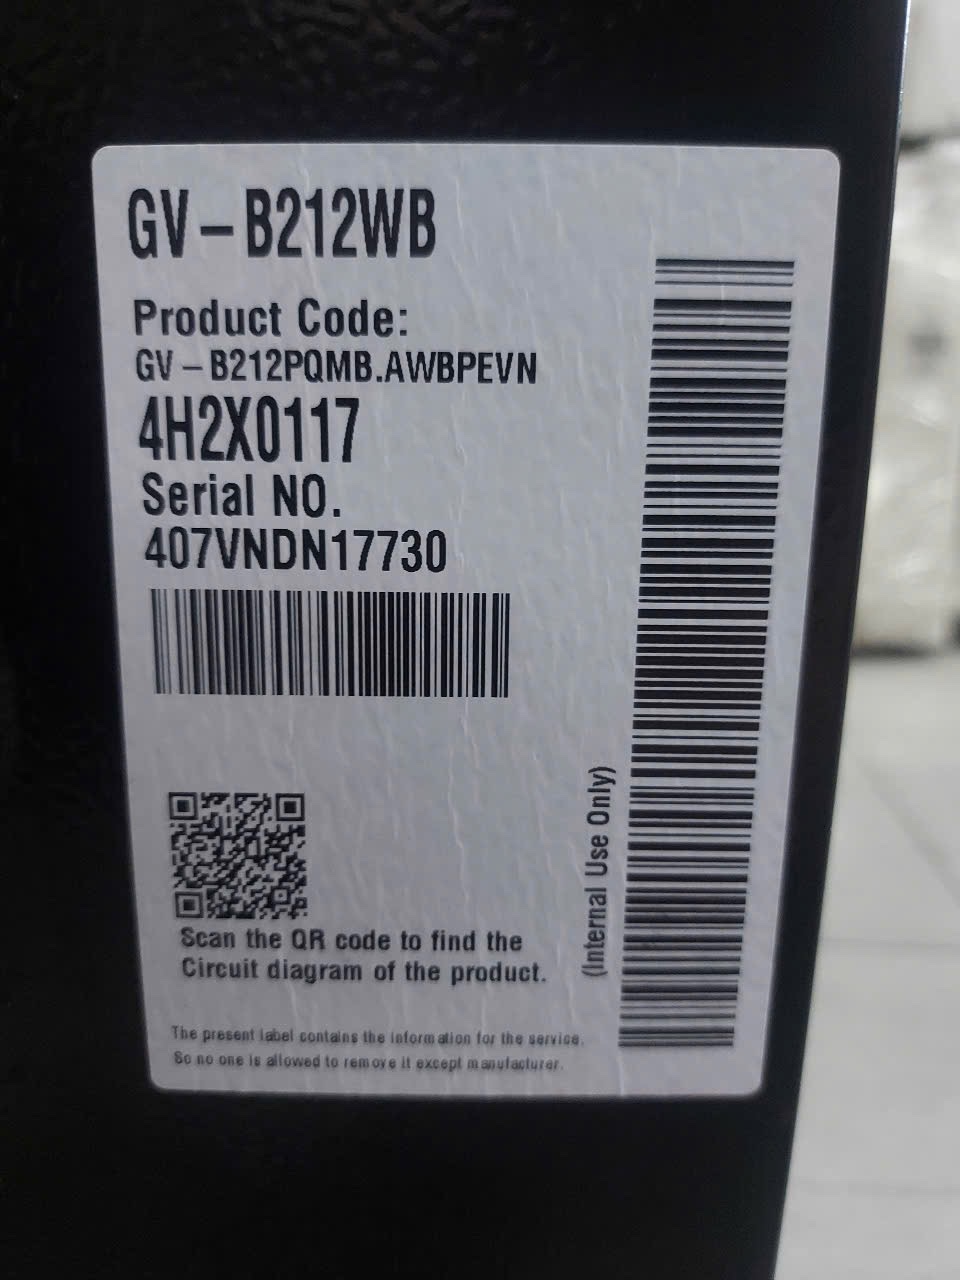 GV-B212WB
Product Code:
GV-B212PQMB.AWBPEVN
4H2X0117
Serial NO.
407VNDN17730
(Internal Use Only)
Scan the QR code to find the
Circuit diagram of the product.
The present label contains the information for the service.
So no one is allowed to remove it except manufacturer.